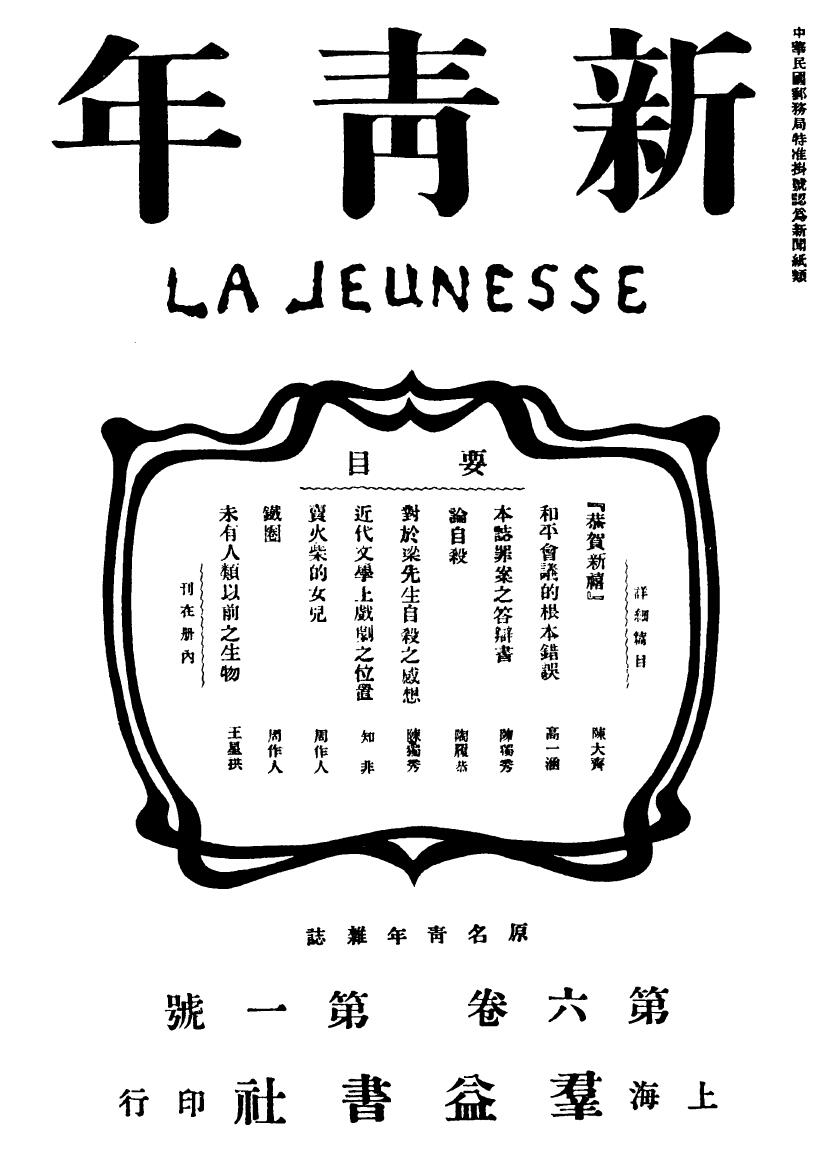 中華民國郵務局特准掛號認爲新聞紙類
新青年
LA JEUNESSE
要目
詳細篇目
『恭賀新禧』 陳大齊
和平會議的根本錯誤 高一涵
本誌罪案之答辯書 陳獨秀
論自殺 陶履恭
對於梁先生自殺之感想 陳獨秀
近代文學上戲劇之位置 知非
賣火柴的女兒 周作人
鐵圈 周作人
未有人類以前之生物 王星拱
刊在册內
原名青年雜誌
第六卷 第一號
上海羣益書社印行